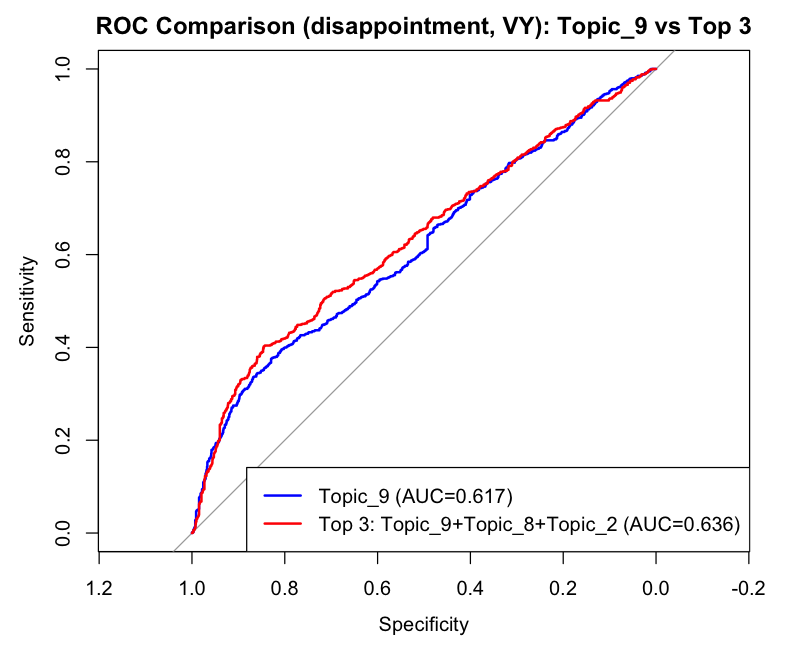 ROC Comparison (disappointment, VY): Topic_9 vs Top 3
Sensitivity
1.0
0.8
0.6
0.4
0.2
0.0
Topic_9 (AUC=0.617)
Top 3: Topic_9+Topic_8+Topic_2 (AUC=0.636)
1.2 1.0 0.8 0.6 0.4 0.2 0.0 -0.2
Specificity